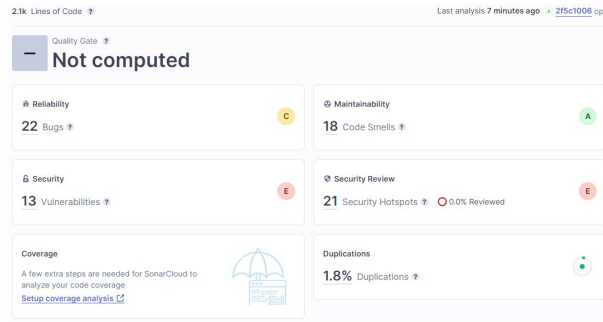 2.1k Lines of Code ?
Last analysis 7 minutes ago A 2f5c1006 op
Quality Gate ?
Not computed
Reliability
22 Bugs ?
C
Maintainability
18 Code Smells ?
A
Security
13 Vulnerabilities ?
E
Security Review
21 Security Hotspots ? 0.0% Reviewed
E
Coverage
A few extra steps are needed for SonarCloud to
analyze your code coverage
Setup coverage analysis
Duplications
1.8% Duplications ?